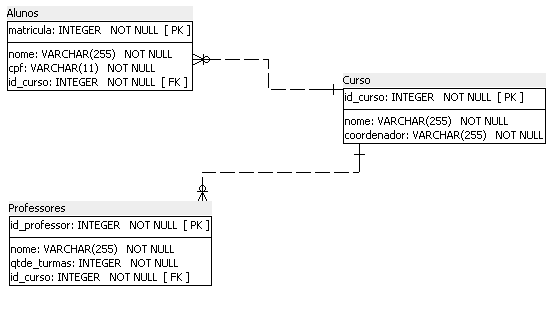 Alunos
matricula: INTEGER NOT NULL [ PK ]
nome: VARCHAR(255) NOT NULL
cpf: VARCHAR(11) NOT NULL
id_curso: INTEGER NOT NULL [ FK ]
Curso
id_curso: INTEGER NOT NULL [ PK ]
nome: VARCHAR(255) NOT NULL
coordenador: VARCHAR(255) NOT NULL
Professores
id_professor: INTEGER NOT NULL [ PK ]
nome: VARCHAR(255) NOT NULL
qtde_turmas: INTEGER NOT NULL
id_curso: INTEGER NOT NULL [ FK ]